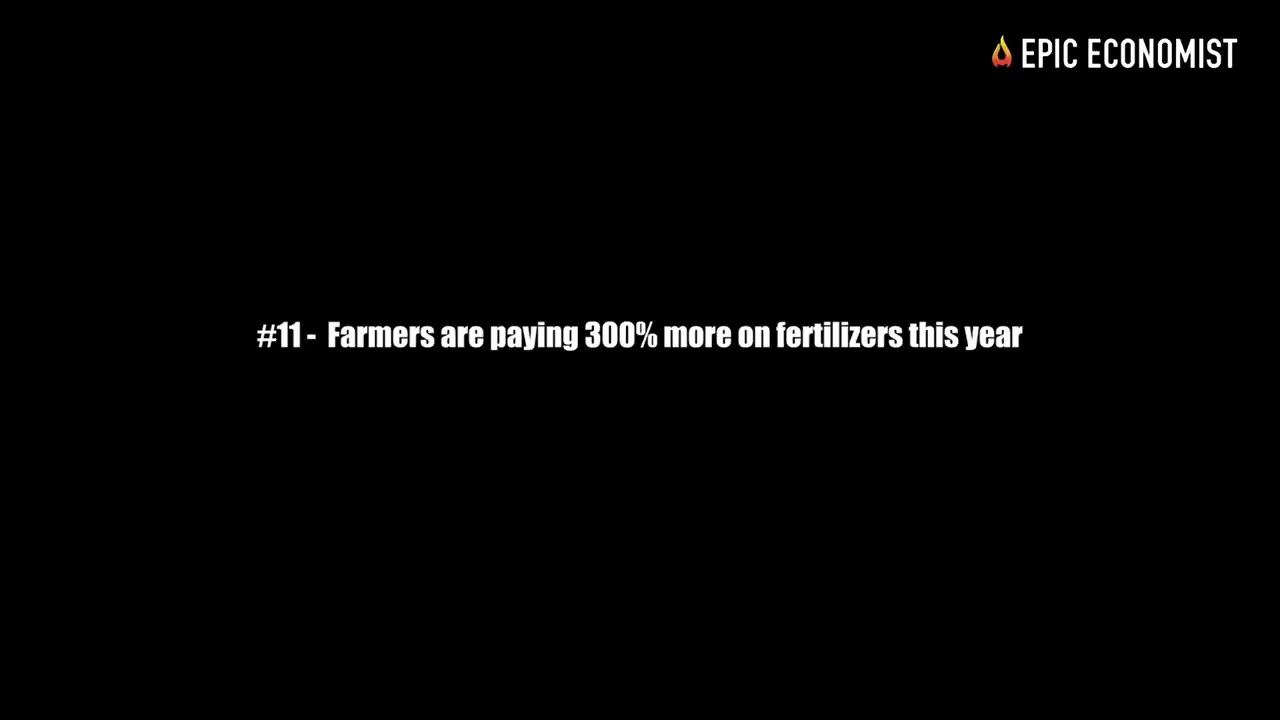 EPIC ECONOMIST
#11 - Farmers are paying 300% more on fertilizers this year